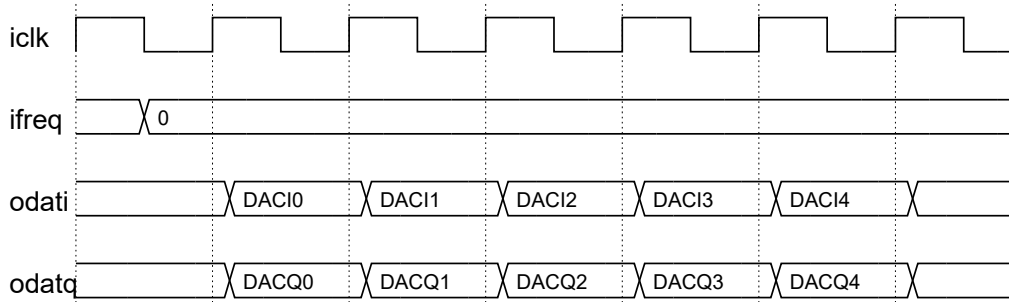 iclk
ifreq 0
odati DACI0 DACI1 DACI2 DACI3 DACI4
odatq DACQ0 DACQ1 DACQ2 DACQ3 DACQ4